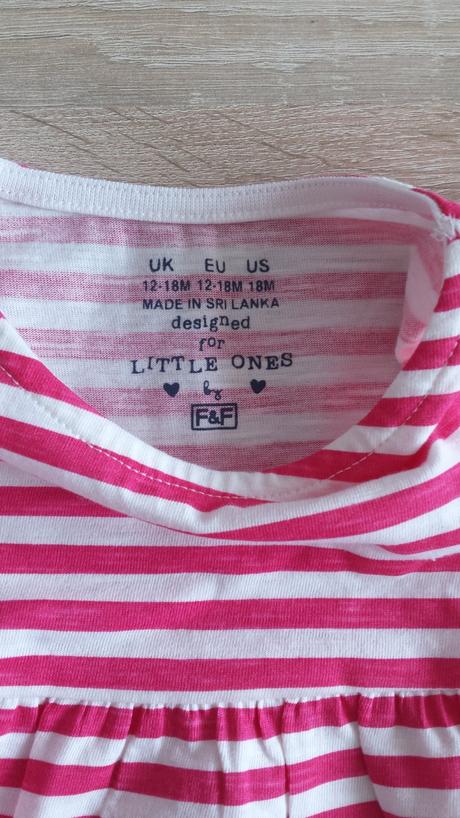 UK EU US
12-18M 12-18M 18M
MADE IN SRI LANKA
designed
for
LITTLE ONES
by
F&F